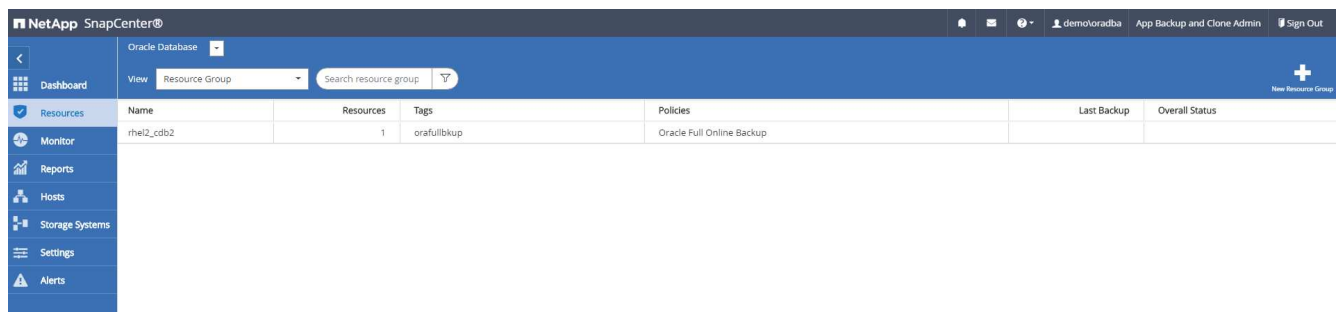 NetApp SnapCenter®
demo\oradba App Backup and Clone Admin Sign Out
Oracle Database
Dashboard
View Resource Group Search resource group
New Resource Group
Resources
Name Resources Tags Policies Last Backup Overall Status
rhel2_cdb2 1 orafullbkup Oracle Full Online Backup
Monitor
Reports
Hosts
Storage Systems
Settings
Alerts